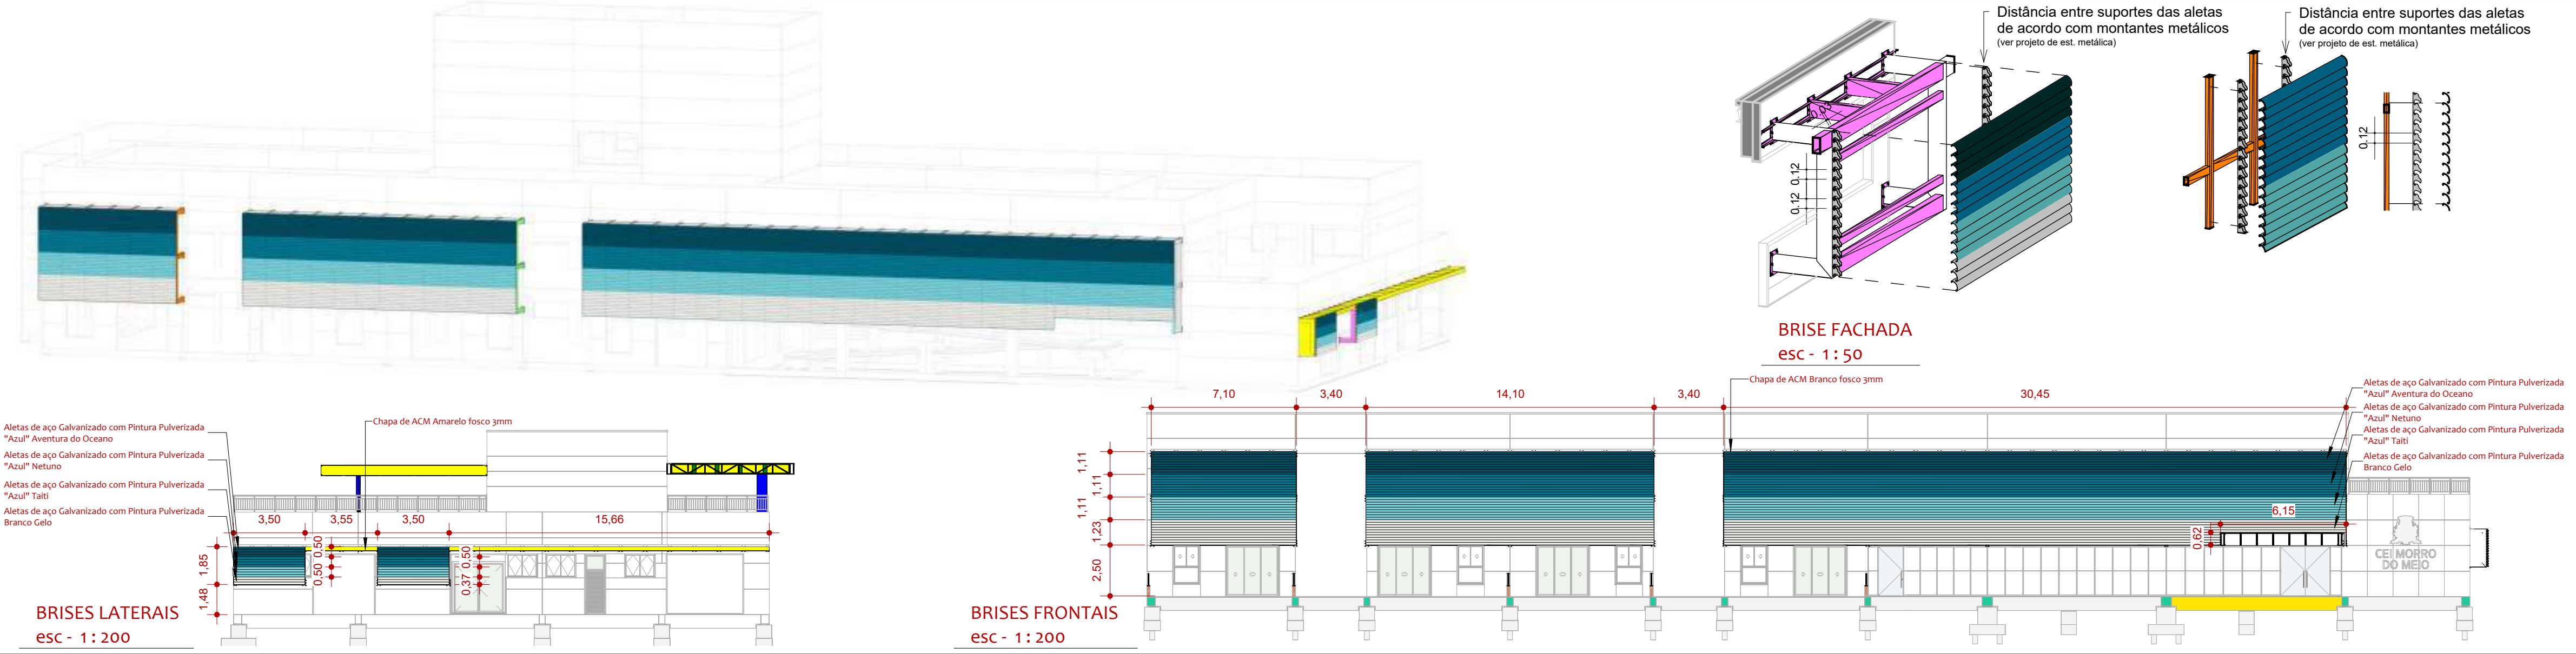 Distância entre suportes das aletas
de acordo com montantes metálicos
(ver projeto de est. metálica)
Distância entre suportes das aletas
de acordo com montantes metálicos
(ver projeto de est. metálica)
0.12
0.12
0.12
BRISE FACHADA
esc - 1 : 50
Aletas de aço Galvanizado com Pintura Pulverizada
"Azul" Aventura do Oceano
Aletas de aço Galvanizado com Pintura Pulverizada
"Azul" Netuno
Aletas de aço Galvanizado com Pintura Pulverizada
"Azul" Taiti
Aletas de aço Galvanizado com Pintura Pulverizada
Branco Gelo
Chapa de ACM Amarelo fosco 3mm
3,50
3,55
3,50
15,66
1,85
1,48
0.50
0.50
0.50
0.37
BRISES LATERAIS
esc - 1 : 200
Chapa de ACM Branco fosco 3mm
7,10
3,40
14,10
3,40
30,45
1,11
1,11
1,11
1,23
2,50
6,15
0,62
Aletas de aço Galvanizado com Pintura Pulverizada
"Azul" Aventura do Oceano
Aletas de aço Galvanizado com Pintura Pulverizada
"Azul" Netuno
Aletas de aço Galvanizado com Pintura Pulverizada
"Azul" Taiti
Aletas de aço Galvanizado com Pintura Pulverizada
Branco Gelo
CEI MORRO
DO MEIO
BRISES FRONTAIS
esc - 1 : 200